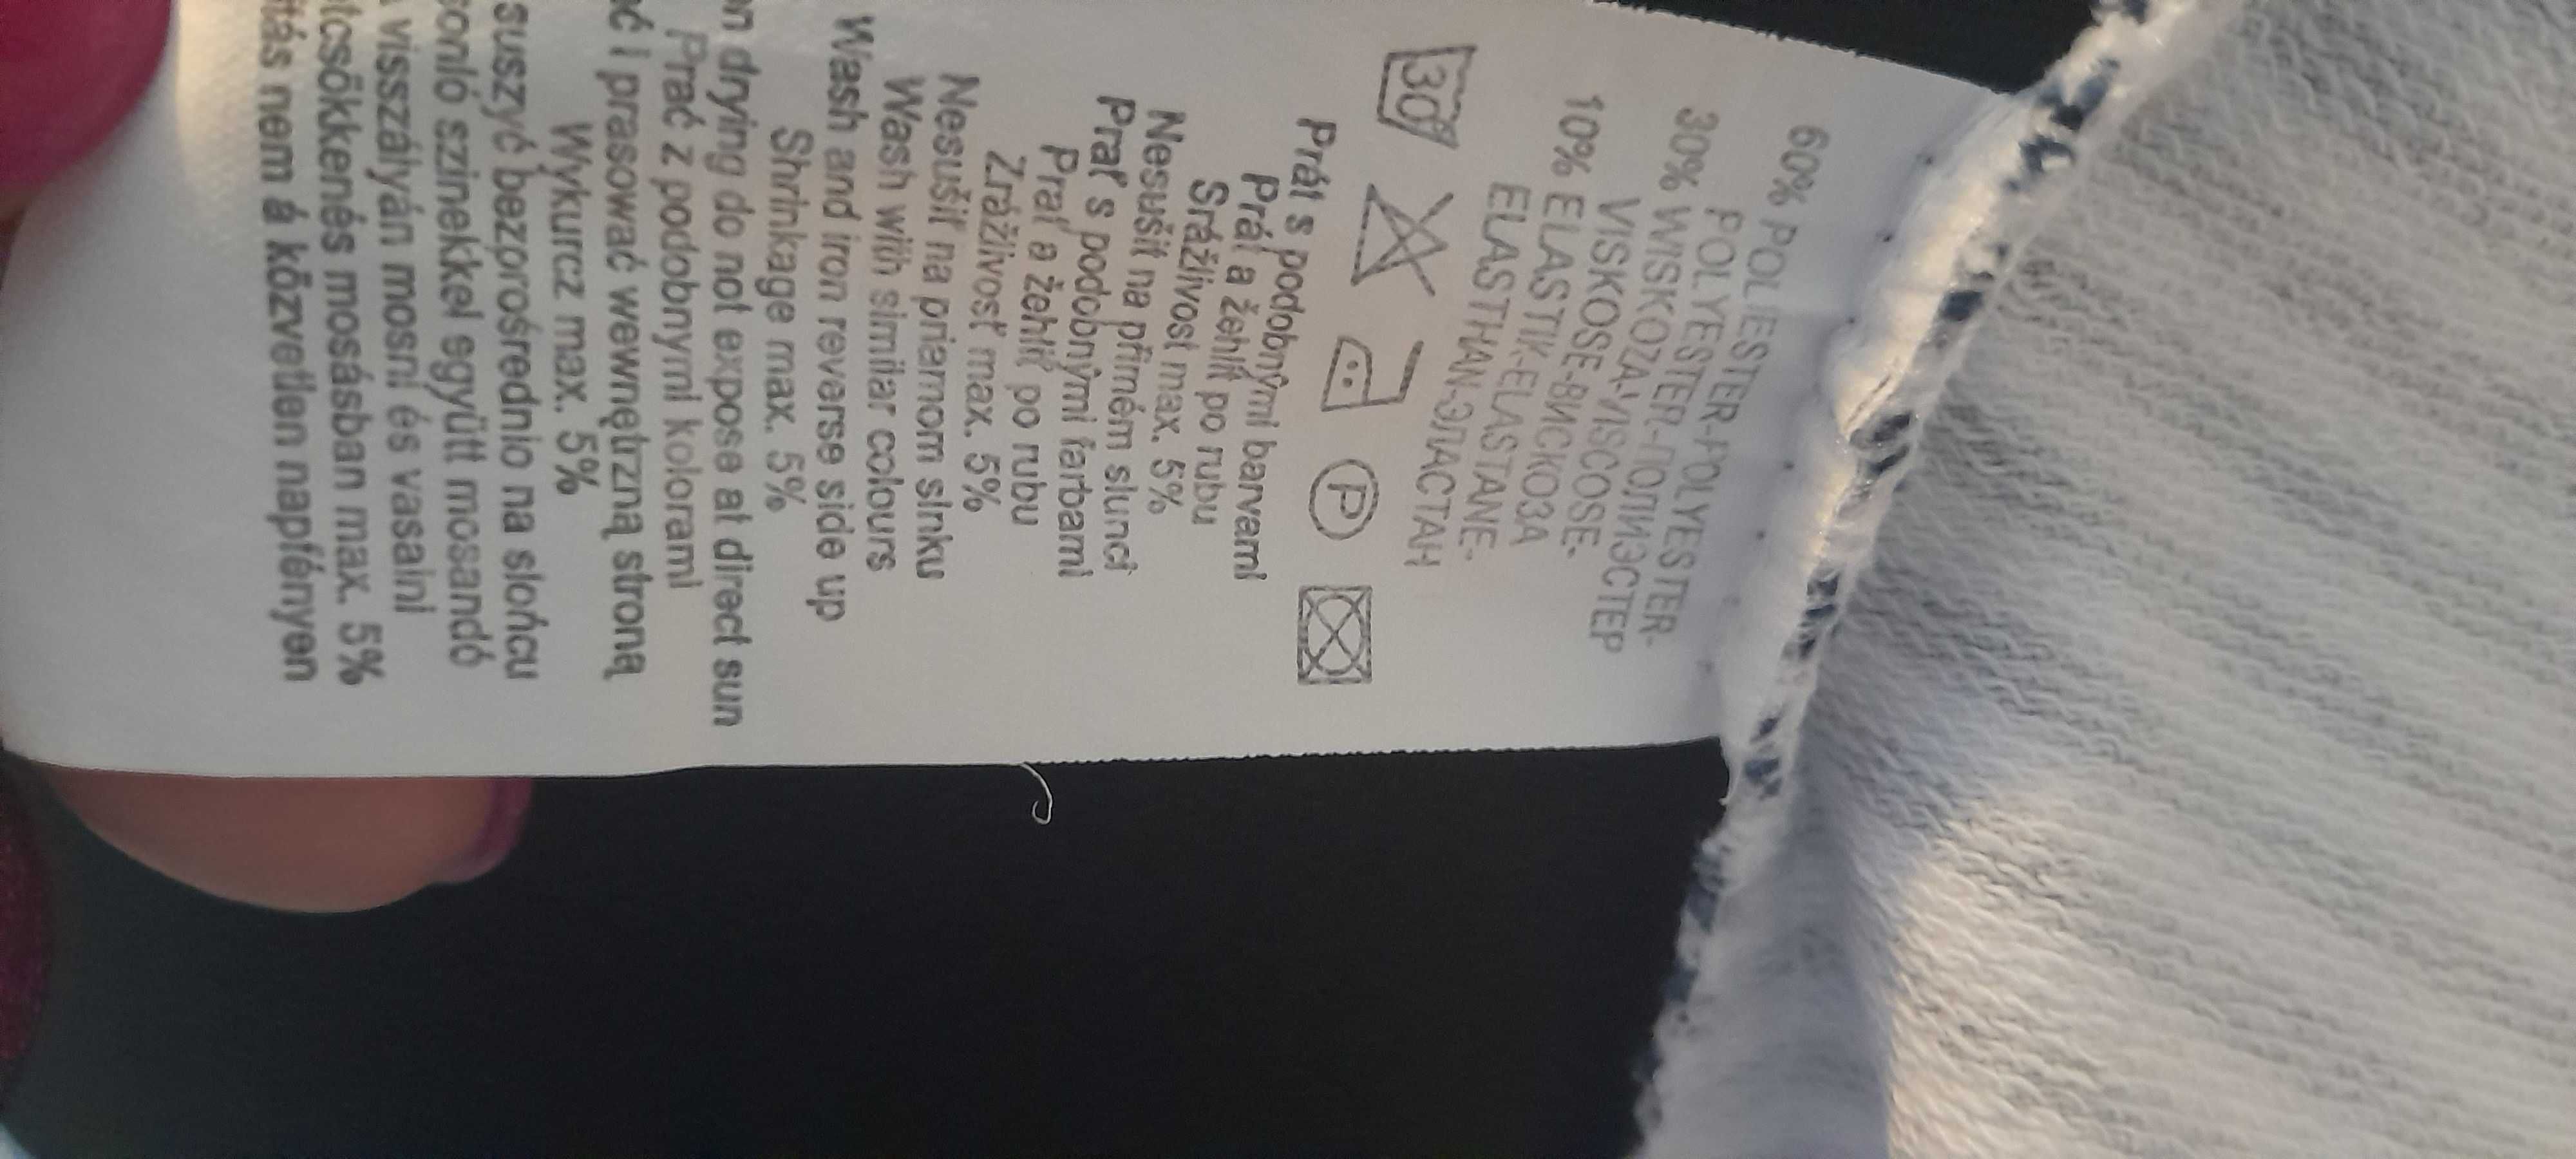 60% POLIESTER-POLYESTER-
POLYESTER-ПОЛИЭСТЕР
30% WISKOZA-VISCOSE-
VISKOSE-ВИСКОЗА
10% ELASTIK-ELASTANE-
ELASTHAN-ЭЛАСТАН
30 P
Prát s podobnými barvami
Prát a žehlit po rubu
Sráživost max. 5%
Nesušit na přímém slunci
Prať s podobnými farbami
Prať a žehliť po rubu
Zrážživosť max. 5%
Nesušiť na priamom slnku
Wash with similar colours
Wash and iron reverse side up
Shrinkage max. 5%
drying do not expose at direct sun
Prać z podobnymi kolorami
i prasować wewnętrzną stroną
Wykurcz max. 5%
suszyć bezpośrednio na słońcu
szinekkel együtt mosandó
visszályán mosni és vasalni
mosásban max. 5%
nem á közvetlen napfényen